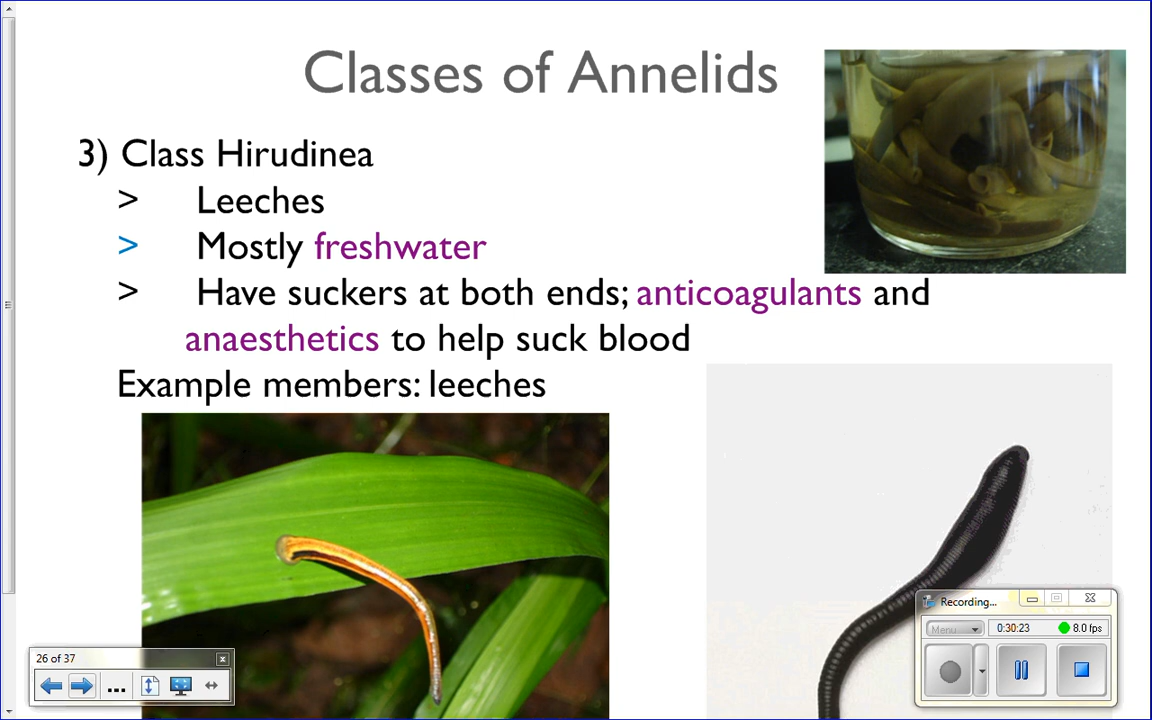 Classes of Annelids
3) Class Hirudinea
> Leeches
> Mostly freshwater
> Have suckers at both ends; anticoagulants and
anaesthetics to help suck blood
Example members: leeches
Recording...
Menu 0:30:23 8.0 fps
26 of 37